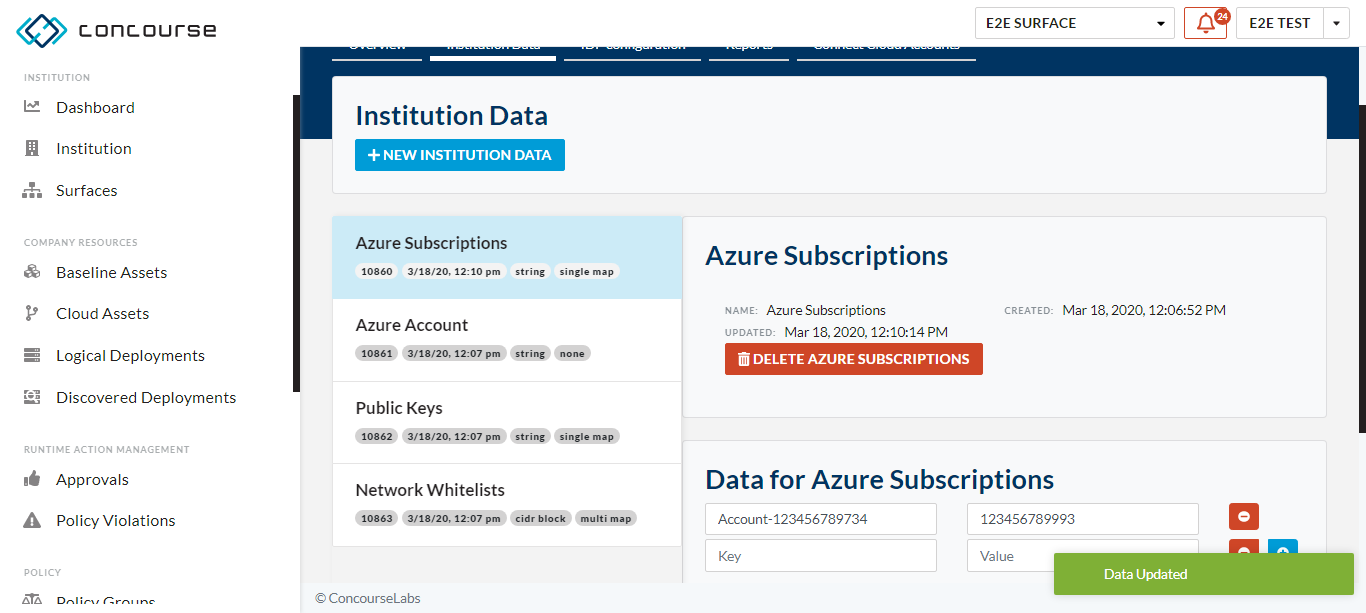 concourse
E2E SURFACE
24
E2E TEST
Overview
Institution Data
IDP Configuration
Reports
Connect Cloud Accounts
INSTITUTION
Dashboard
Institution
Surfaces
COMPANY RESOURCES
Baseline Assets
Cloud Assets
Logical Deployments
Discovered Deployments
RUNTIME ACTION MANAGEMENT
Approvals
Policy Violations
POLICY
Policy Groups
Institution Data
NEW INSTITUTION DATA
Azure Subscriptions
10860 3/18/20, 12:10 pm string single map
Azure Account
10861 3/18/20, 12:07 pm string none
Public Keys
10862 3/18/20, 12:07 pm string single map
Network Whitelists
10863 3/18/20, 12:07 pm cidr block multi map
Azure Subscriptions
NAME: Azure Subscriptions CREATED: Mar 18, 2020, 12:06:52 PM
UPDATED: Mar 18, 2020, 12:10:14 PM
DELETE AZURE SUBSCRIPTIONS
Data for Azure Subscriptions
Account-123456789734 123456789993
Key Value
Data Updated
© ConcourseLabs